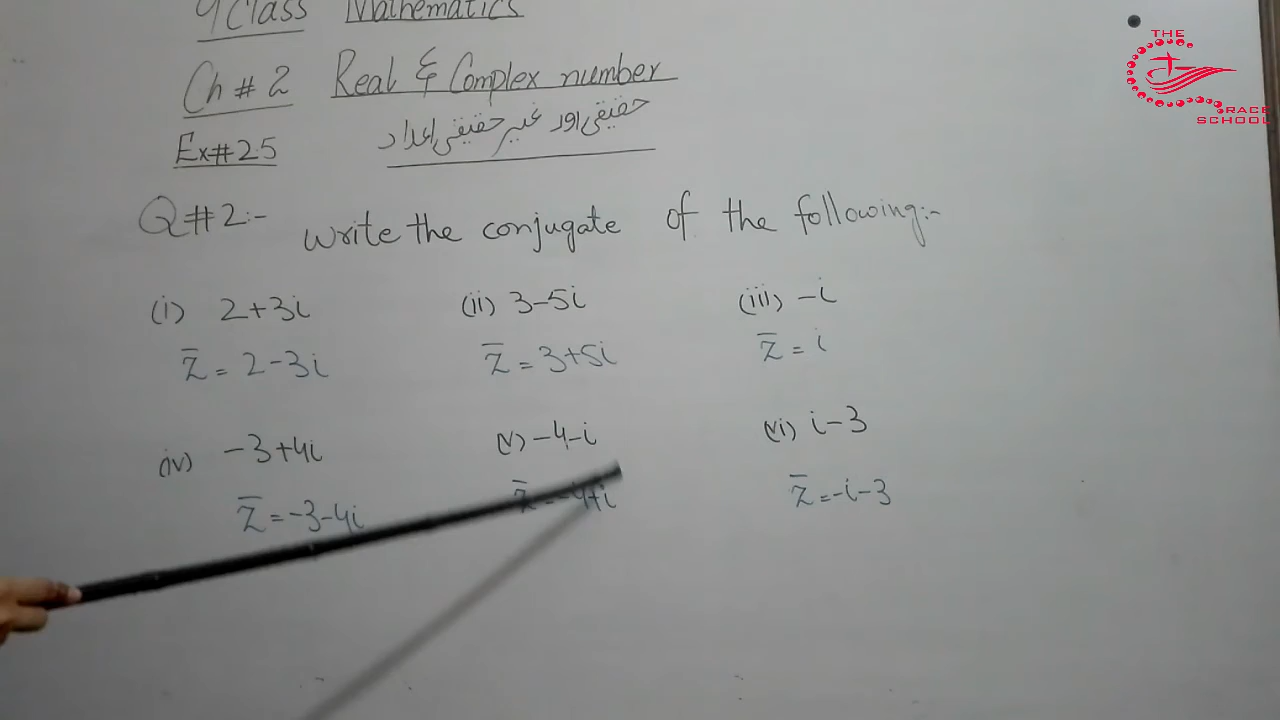 9 Class Mathematics
THE
GRACE
SCHOOL
Ch # 2 Real & Complex number
حقیقی اور غیر حقیقی اعداد
Ex# 2.5
Q# 2:- Write the conjugate of the following:-
(i) 2+3i (ii) 3-5i (iii) -i
z̅ = 2-3i z̅ = 3+5i z̅ = i
(iv) -3+4i (v) -4-i (vi) i-3
z̅ = -3-4i z̅ = -4+i z̅ = -i-3